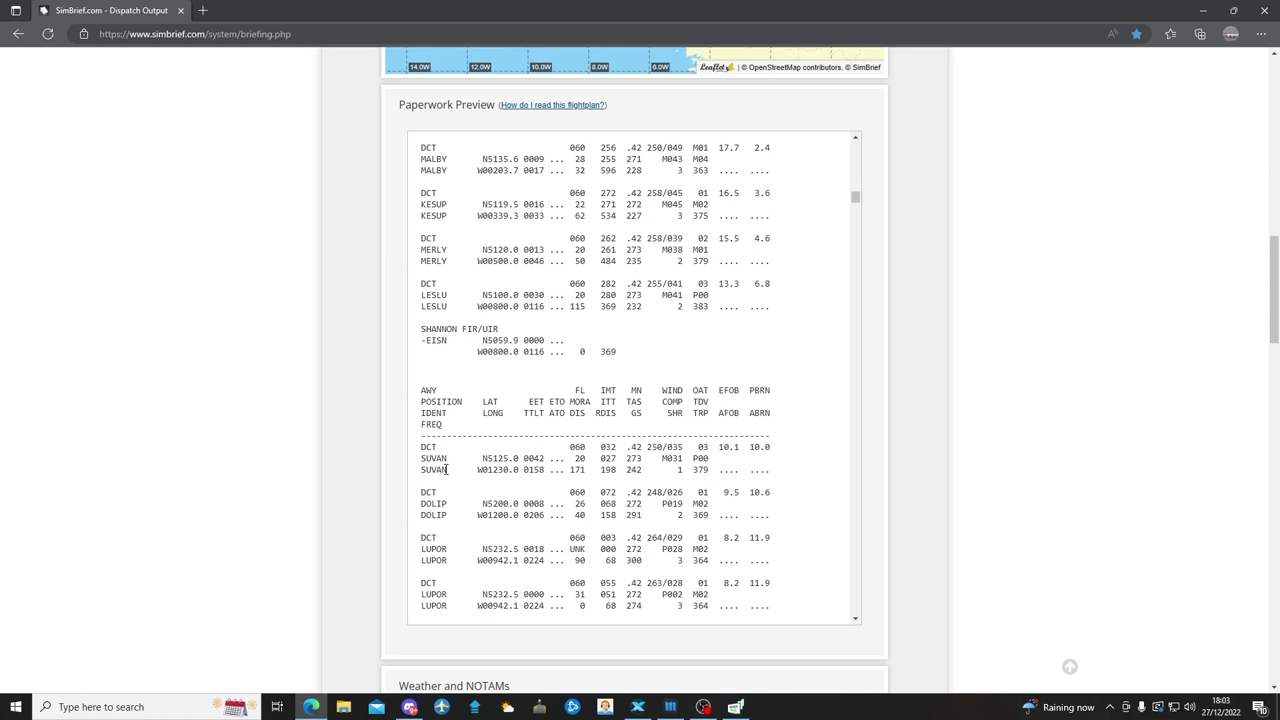 SimBrief.com - Dispatch Output
https://www.simbrief.com/system/briefing.php
14.0W 12.0W 10.0W 8.0W 6.0W Leaflet | © OpenStreetMap contributors, © SimBrief
Paperwork Preview (How do I read this flightplan?)
DCT 060 256 .42 250/049 M01 17.7 2.4
MALBY N5135.6 0009 ... 28 255 271 M043 M04
MALBY W00203.7 0017 ... 32 596 228 3 363 .... ....
DCT 060 272 .42 258/045 01 16.5 3.6
KESUP N5119.5 0016 ... 22 271 272 M045 M02
KESUP W00339.3 0033 ... 62 534 227 3 375 .... ....
DCT 060 262 .42 258/039 02 15.5 4.6
MERLY N5120.0 0013 ... 20 261 273 M038 M01
MERLY W00500.0 0046 ... 50 484 235 2 379 .... ....
DCT 060 282 .42 255/041 03 13.3 6.8
LESLU N5100.0 0030 ... 20 280 273 M041 P00
LESLU W00800.0 0116 ... 115 369 232 2 383 .... ....
SHANNON FIR/UIR
-EISN N5059.9 0000 ...
W00800.0 0116 ... 0 369
AWY FL IMT MN WIND OAT EFOB PBRN
POSITION LAT EET ETO MORA ITT TAS COMP TDV
IDENT LONG TTLT ATO DIS RDIS GS SHR TRP AFOB ABRN
FREQ
--------------------------------------------------------------------
DCT 060 032 .42 250/035 03 10.1 10.0
SUVAN N5125.0 0042 ... 20 027 273 M031 P00
SUVAN W01230.0 0158 ... 171 198 242 1 379 .... ....
DCT 060 072 .42 248/026 01 9.5 10.6
DOLIP N5200.0 0008 ... 26 068 272 P019 M02
DOLIP W01200.0 0206 ... 40 158 291 2 369 .... ....
DCT 060 003 .42 264/029 01 8.2 11.9
LUPOR N5232.5 0018 ... UNK 000 272 P028 M02
LUPOR W00942.1 0224 ... 90 68 300 3 364 .... ....
DCT 060 055 .42 263/028 01 8.2 11.9
LUPOR N5232.5 0000 ... 31 051 272 P002 M02
LUPOR W00942.1 0224 ... 0 68 274 3 364 .... ....
Weather and NOTAMs
Type here to search
Raining now
18:03
27/12/2022